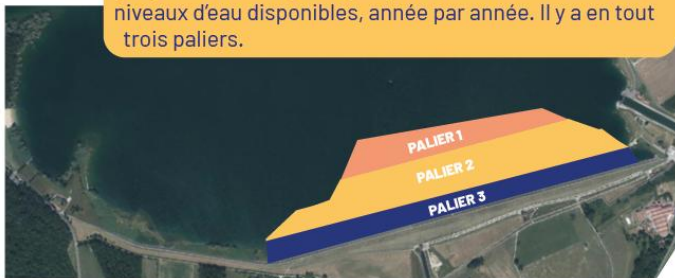 niveaux d’eau disponibles, année par année. Il y a en tout
trois paliers.
PALIER 1
PALIER 2
PALIER 3